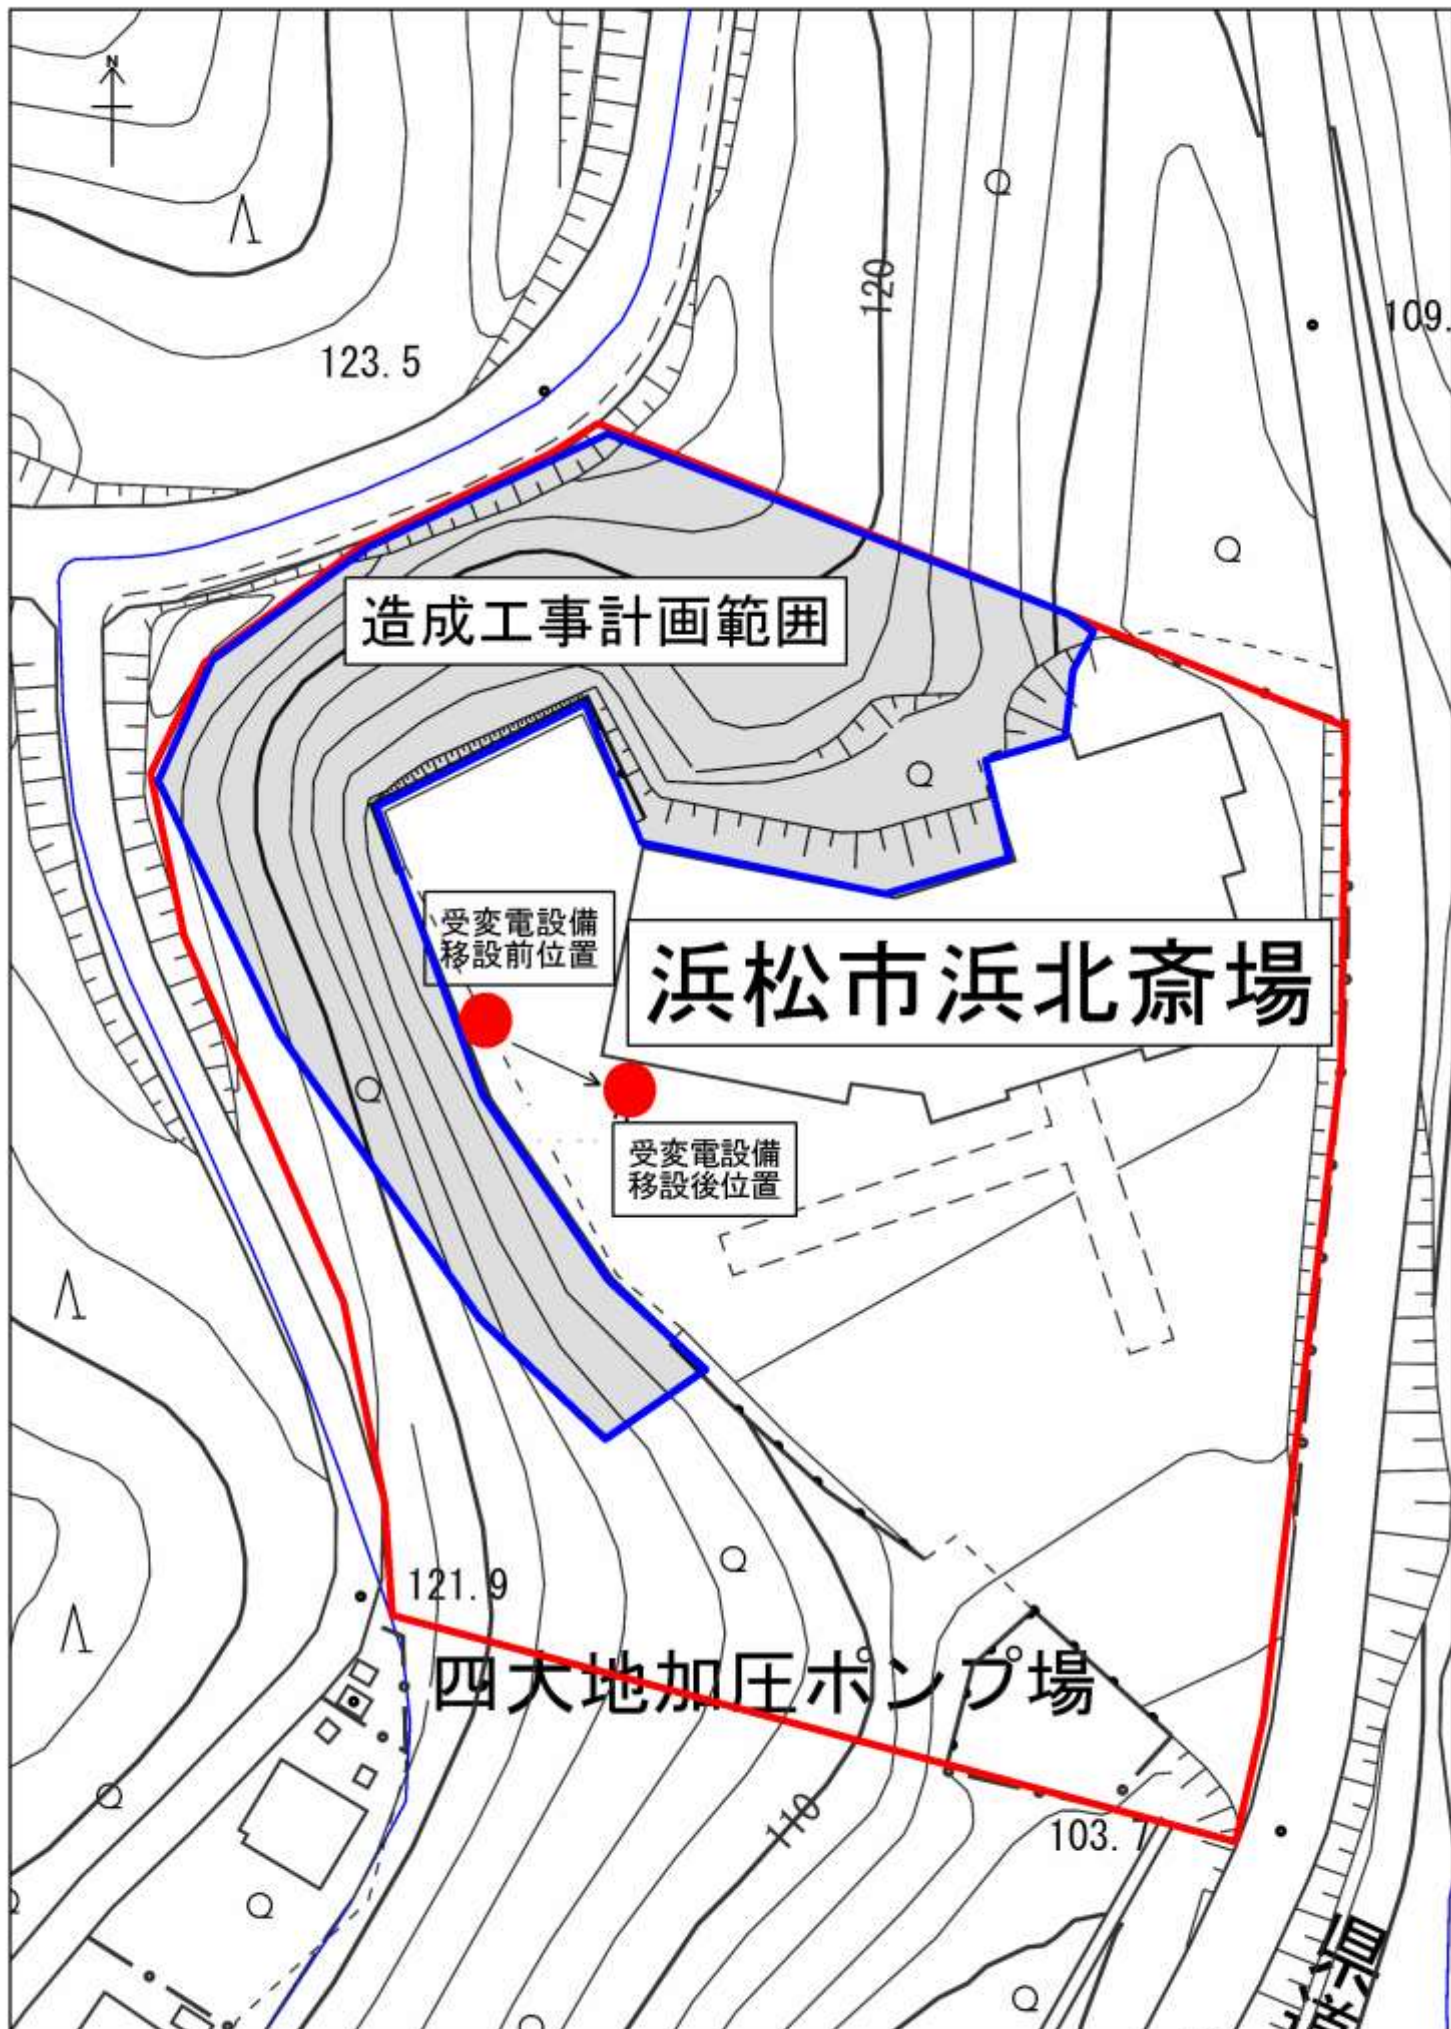 N
120
109.
123.5
造成工事計画範囲
受変電設備
移設前位置
浜松市浜北斎場
受変電設備
移設後位置
121.9
四大地加圧ポンプ場
110
103.7
県道